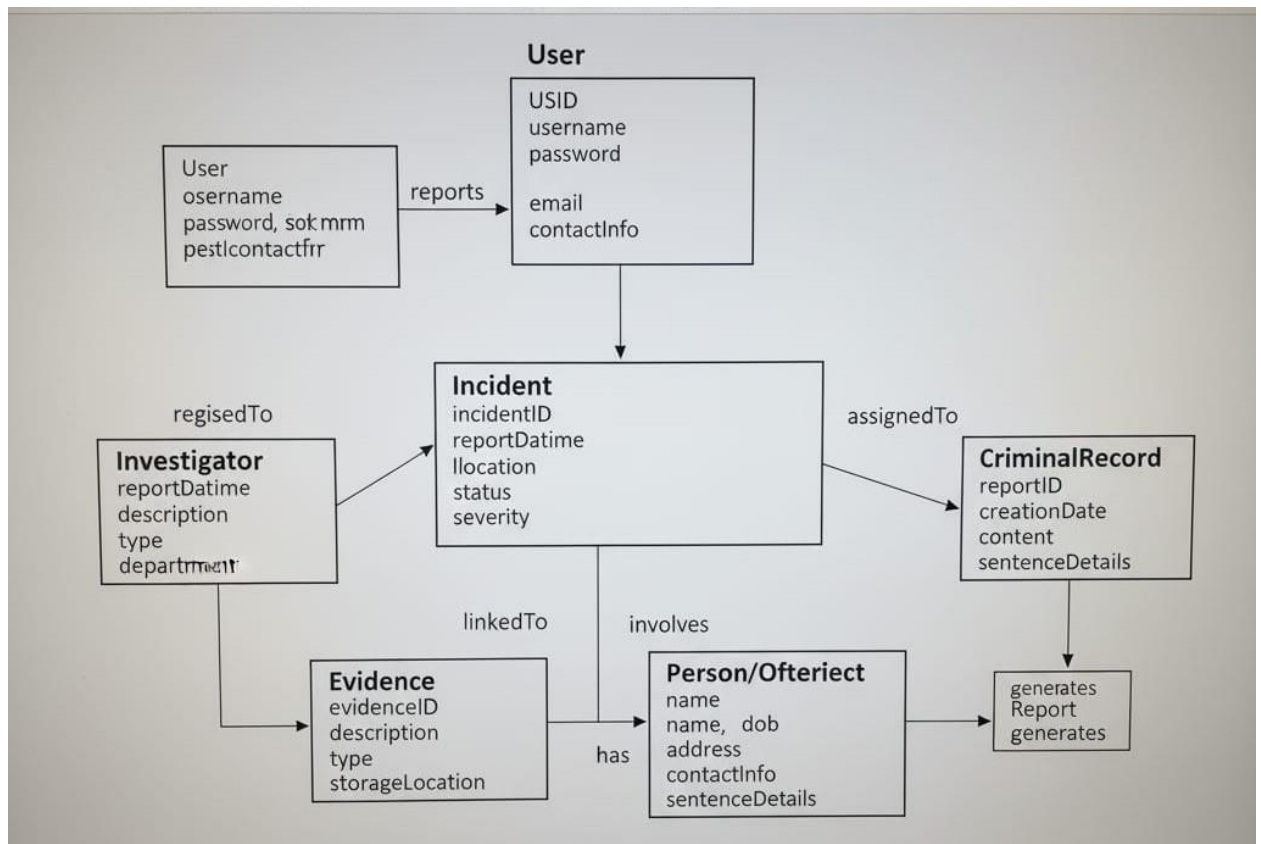 User
USID
username
password
email
contactInfo
User
osername
password, sok mrm
pestlcontactfrr
reports
Incident
incidentID
reportDatime
llocation
status
severity
regisedTo
assignedTo
Investigator
reportDatime
description
type
CriminalRecord
reportID
creationDate
content
sentenceDetails
linkedTo
involves
Evidence
evidenceID
description
type
storageLocation
has
Person/Ofteriect
name
name, dob
address
contactInfo
sentenceDetails
generates
Report
generates